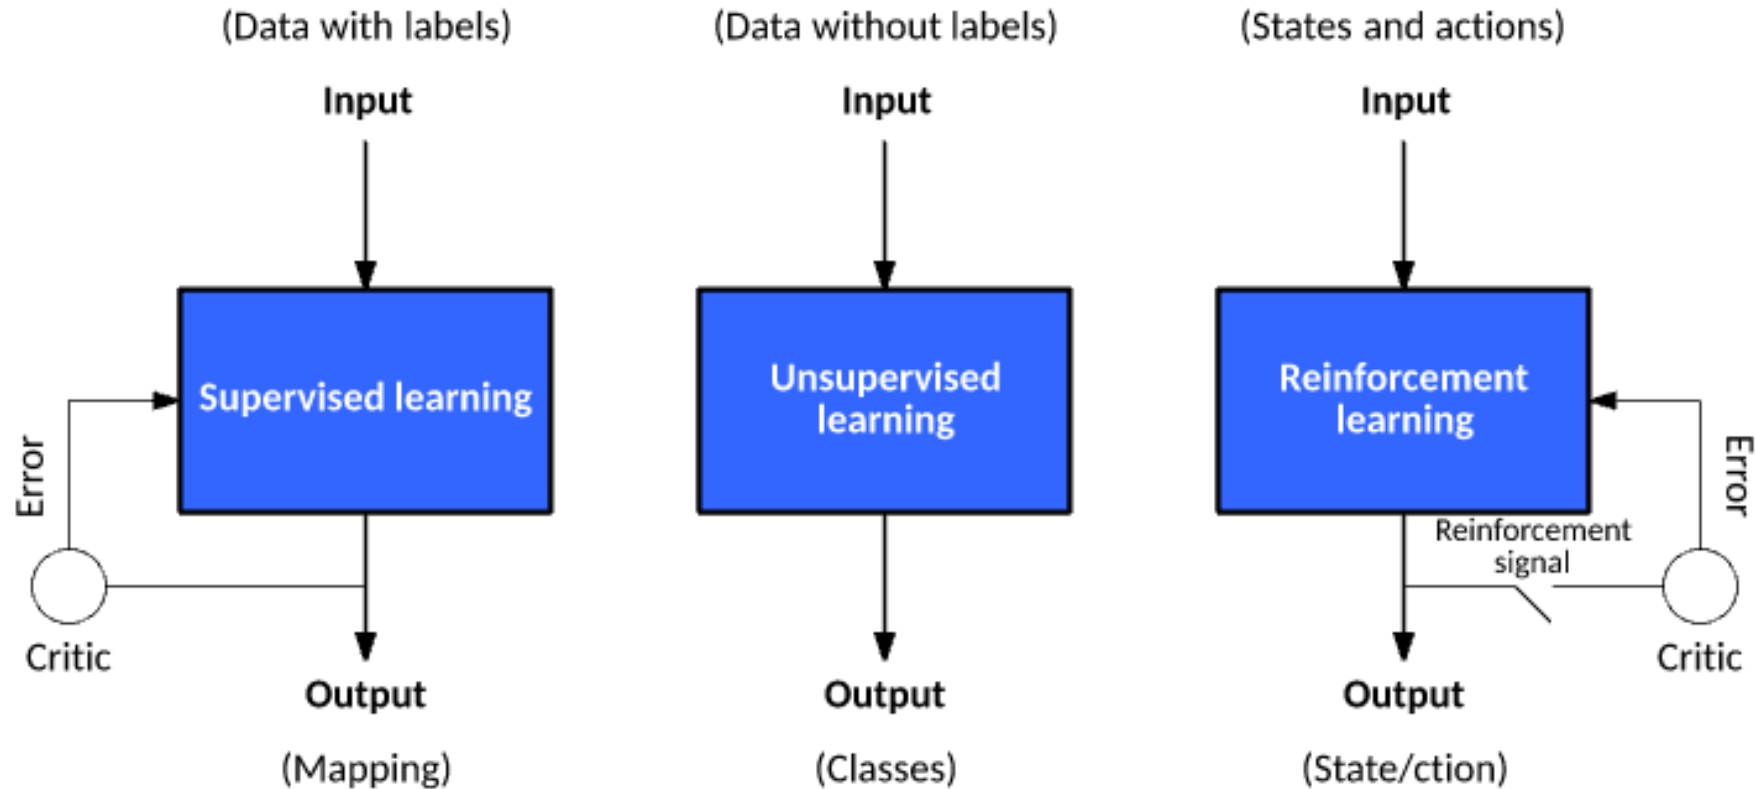 (Data with labels)
Input
Supervised learning
Error
Critic
Output
(Mapping)
(Data without labels)
Input
Unsupervised
learning
Output
(Classes)
(States and actions)
Input
Reinforcement
learning
Error
Reinforcement
signal
Critic
Output
(State/ction)